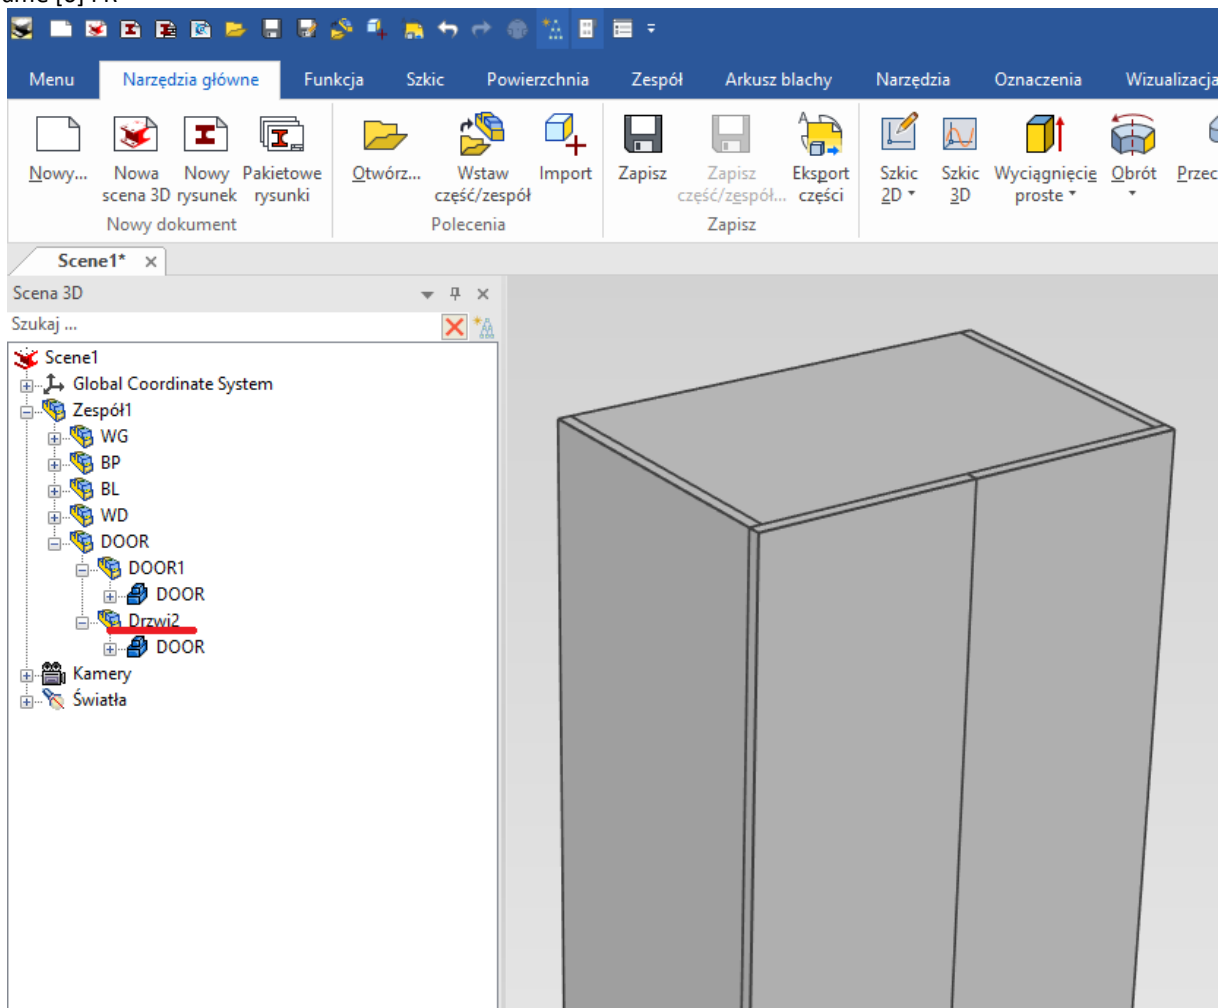 Menu Narzędzia główne Funkcja Szkic Powierzchnia Zespół Arkusz blachy Narzędzia Oznaczenia Wizualizacja
Nowy... Nowa scena 3D Nowy rysunek Pakietowe rysunki Otwórz... Wstaw część/zespół Import Zapisz Zapisz część/zespół... Eksport części Szkic 2D Szkic 3D Wyciągnięcie proste Obrót
Nowy dokument Polecenia Zapisz
Scene1*
Scena 3D
Szukaj ...
Scene1
Global Coordinate System
Zespół1
WG
BP
BL
WD
DOOR
DOOR1
DOOR
Drzwi2
DOOR
Kamery
Światła